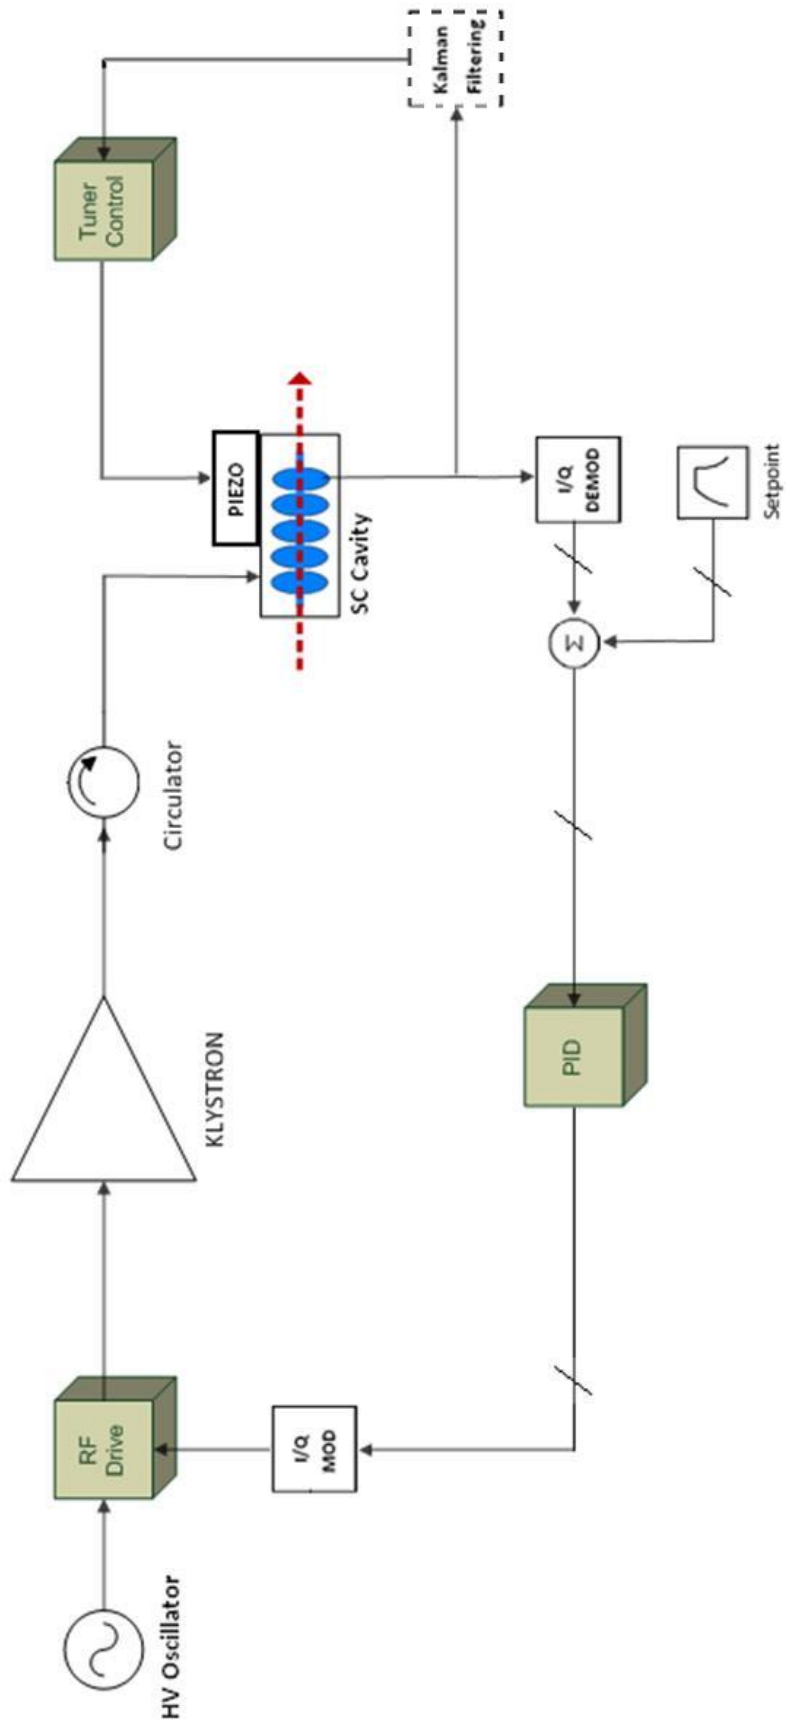 HV Oscillator
RF
Drive
KLYSTRON
Circulator
Tuner
Control
PIEZO
SC Cavity
Kalman
Filtering
I/Q
MOD
PID
Σ
I/Q
DEMOD
Setpoint